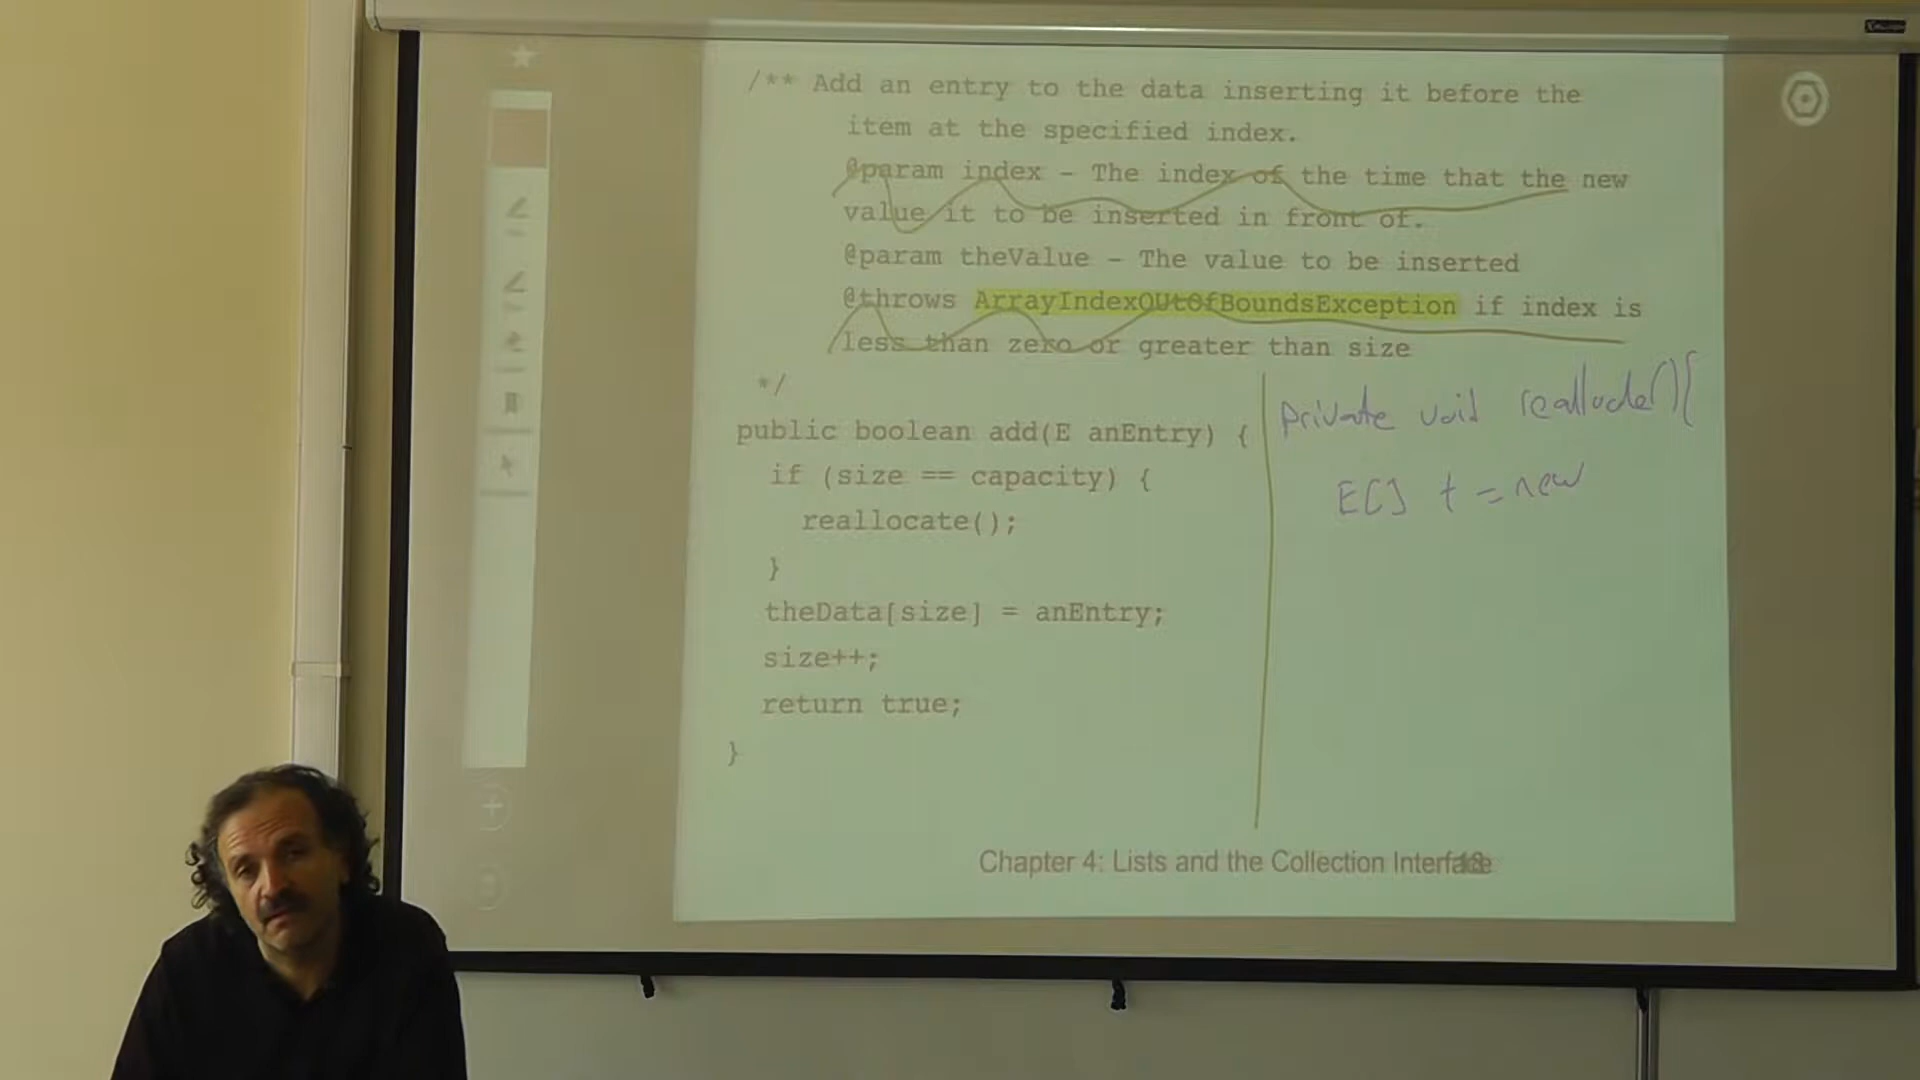 /** Add an entry to the data inserting it before the
item at the specified index.
@param index – The index of the time that the new
value it to be inserted in front of.
@param theValue – The value to be inserted
@throws ArrayIndexOUtOfBoundsException if index is
less than zero or greater than size
*/
public boolean add(E anEntry) {
if (size == capacity) {
reallocate();
}
theData[size] = anEntry;
size++;
return true;
}
private void reallocate(){
E[] t = new
Chapter 4: Lists and the Collection Interface